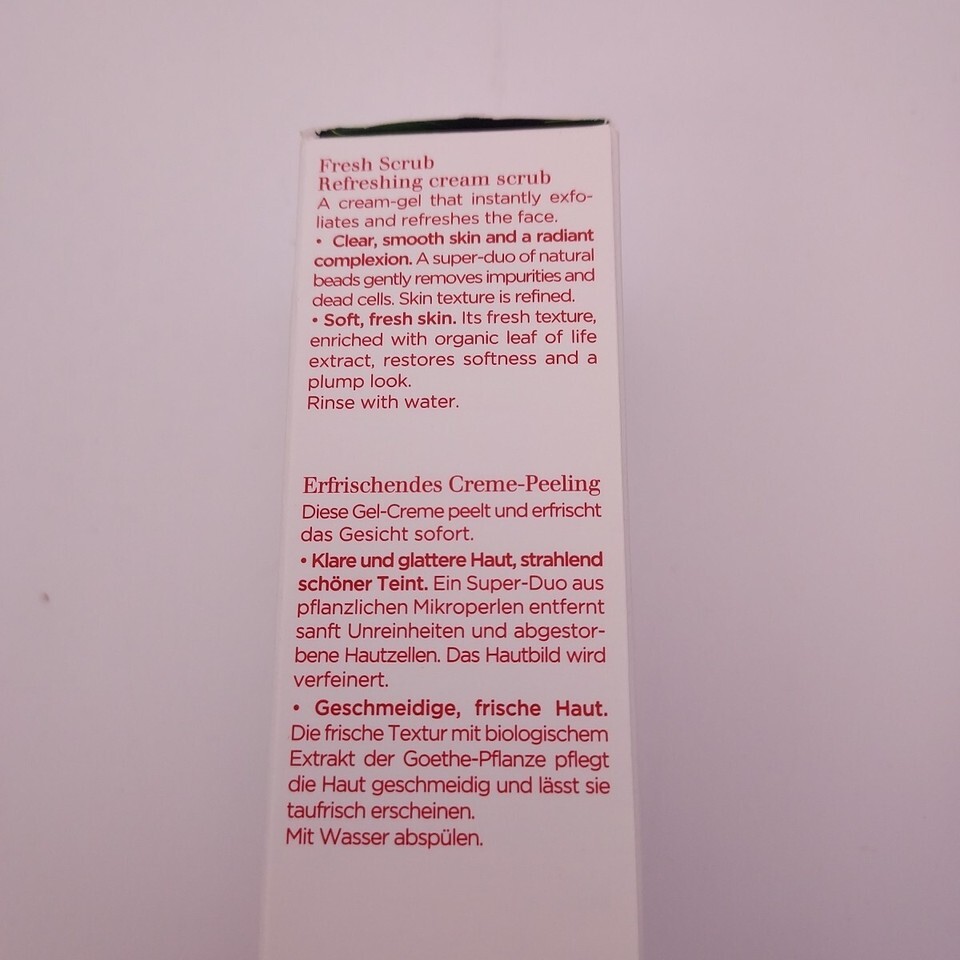 Fresh Scrub
Refreshing cream scrub
A cream-gel that instantly exfo-
liates and refreshes the face.
• Clear, smooth skin and a radiant
complexion. A super-duo of natural
beads gently removes impurities and
dead cells. Skin texture is refined.
• Soft, fresh skin. Its fresh texture,
enriched with organic leaf of life
extract, restores softness and a
plump look.
Rinse with water.
Erfrischendes Creme-Peeling
Diese Gel-Creme peelt und erfrischt
das Gesicht sofort.
• Klare und glattere Haut, strahlend
schöner Teint. Ein Super-Duo aus
pflanzlichen Mikroperlen entfernt
sanft Unreinheiten und abgestor-
bene Hautzellen. Das Hautbild wird
verfeinert.
• Geschmeidige, frische Haut.
Die frische Textur mit biologischem
Extrakt der Goethe-Pflanze pflegt
die Haut geschmeidig und lässt sie
taufrisch erscheinen.
Mit Wasser abspülen.